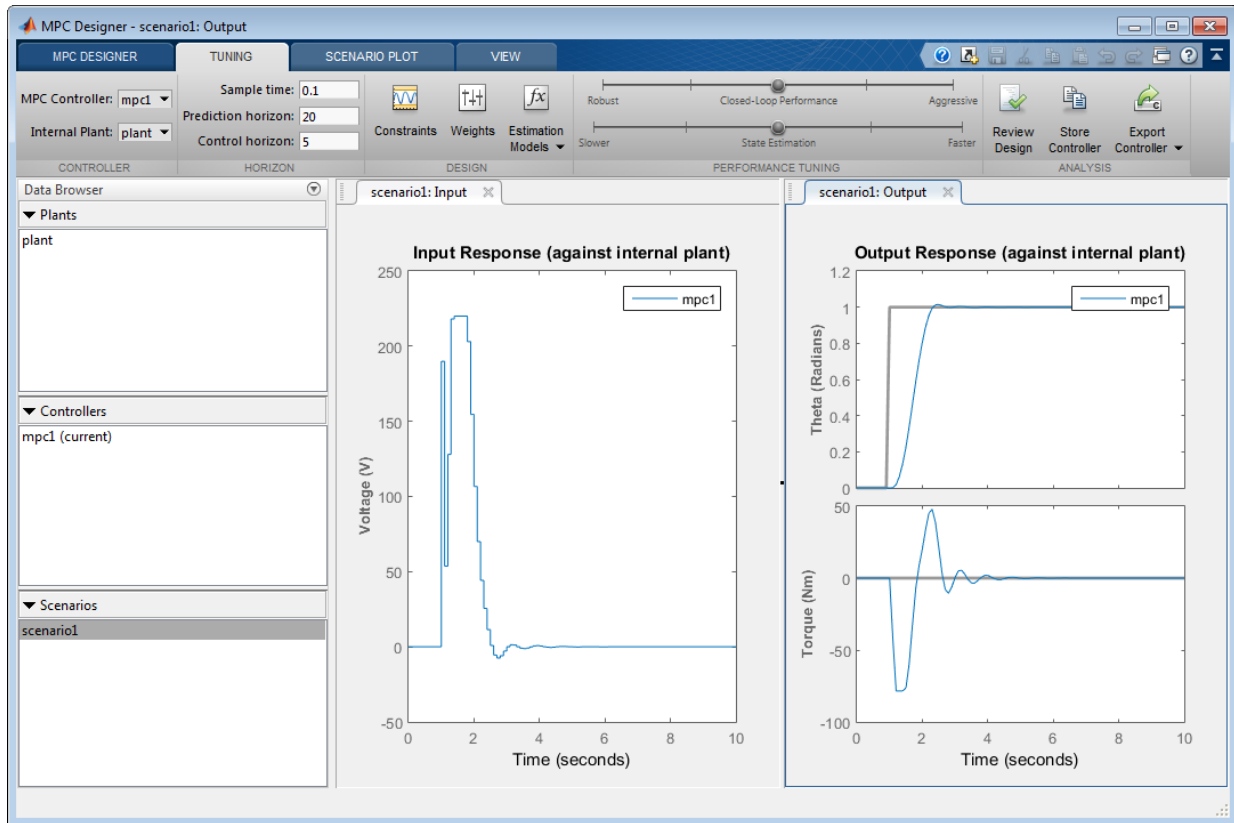 MPC Designer - scenario1: Output
MPC DESIGNER TUNING SCENARIO PLOT VIEW
MPC Controller: mpc1
Internal Plant: plant
CONTROLLER
Sample time: 0.1
Prediction horizon: 20
Control horizon: 5
HORIZON
Constraints Weights Estimation Models
DESIGN
Robust Closed-Loop Performance Aggressive
Slower State Estimation Faster
PERFORMANCE TUNING
Review Design Store Controller Export Controller
ANALYSIS
Data Browser
Plants
plant
Controllers
mpc1 (current)
Scenarios
scenario1
scenario1: Input
Input Response (against internal plant)
mpc1
250
200
150
100
50
0
-50
Voltage (V)
0 2 4 6 8 10
Time (seconds)
scenario1: Output
Output Response (against internal plant)
mpc1
1.2
1
0.8
0.6
0.4
0.2
0
Theta (Radians)
50
0
-50
-100
Torque (Nm)
0 2 4 6 8 10
Time (seconds)